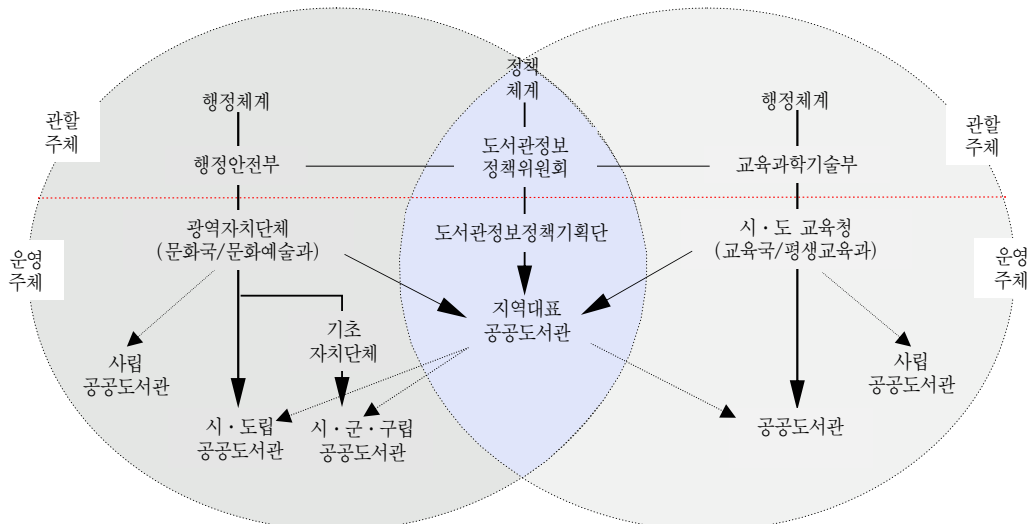 정책
체계
행정체계
행정체계
관할
주체
관할
주체
도서관정보
정책위원회
행정안전부
교육과학기술부
광역자치단체
(문화국/문화예술과)
도서관정보정책기획단
시·도 교육청
(교육국/평생교육과)
운영
주체
운영
주체
지역대표
공공도서관
기초
자치단체
사립
공공도서관
사립
공공도서관
시·도립
공공도서관
시·군·구립
공공도서관
공공도서관